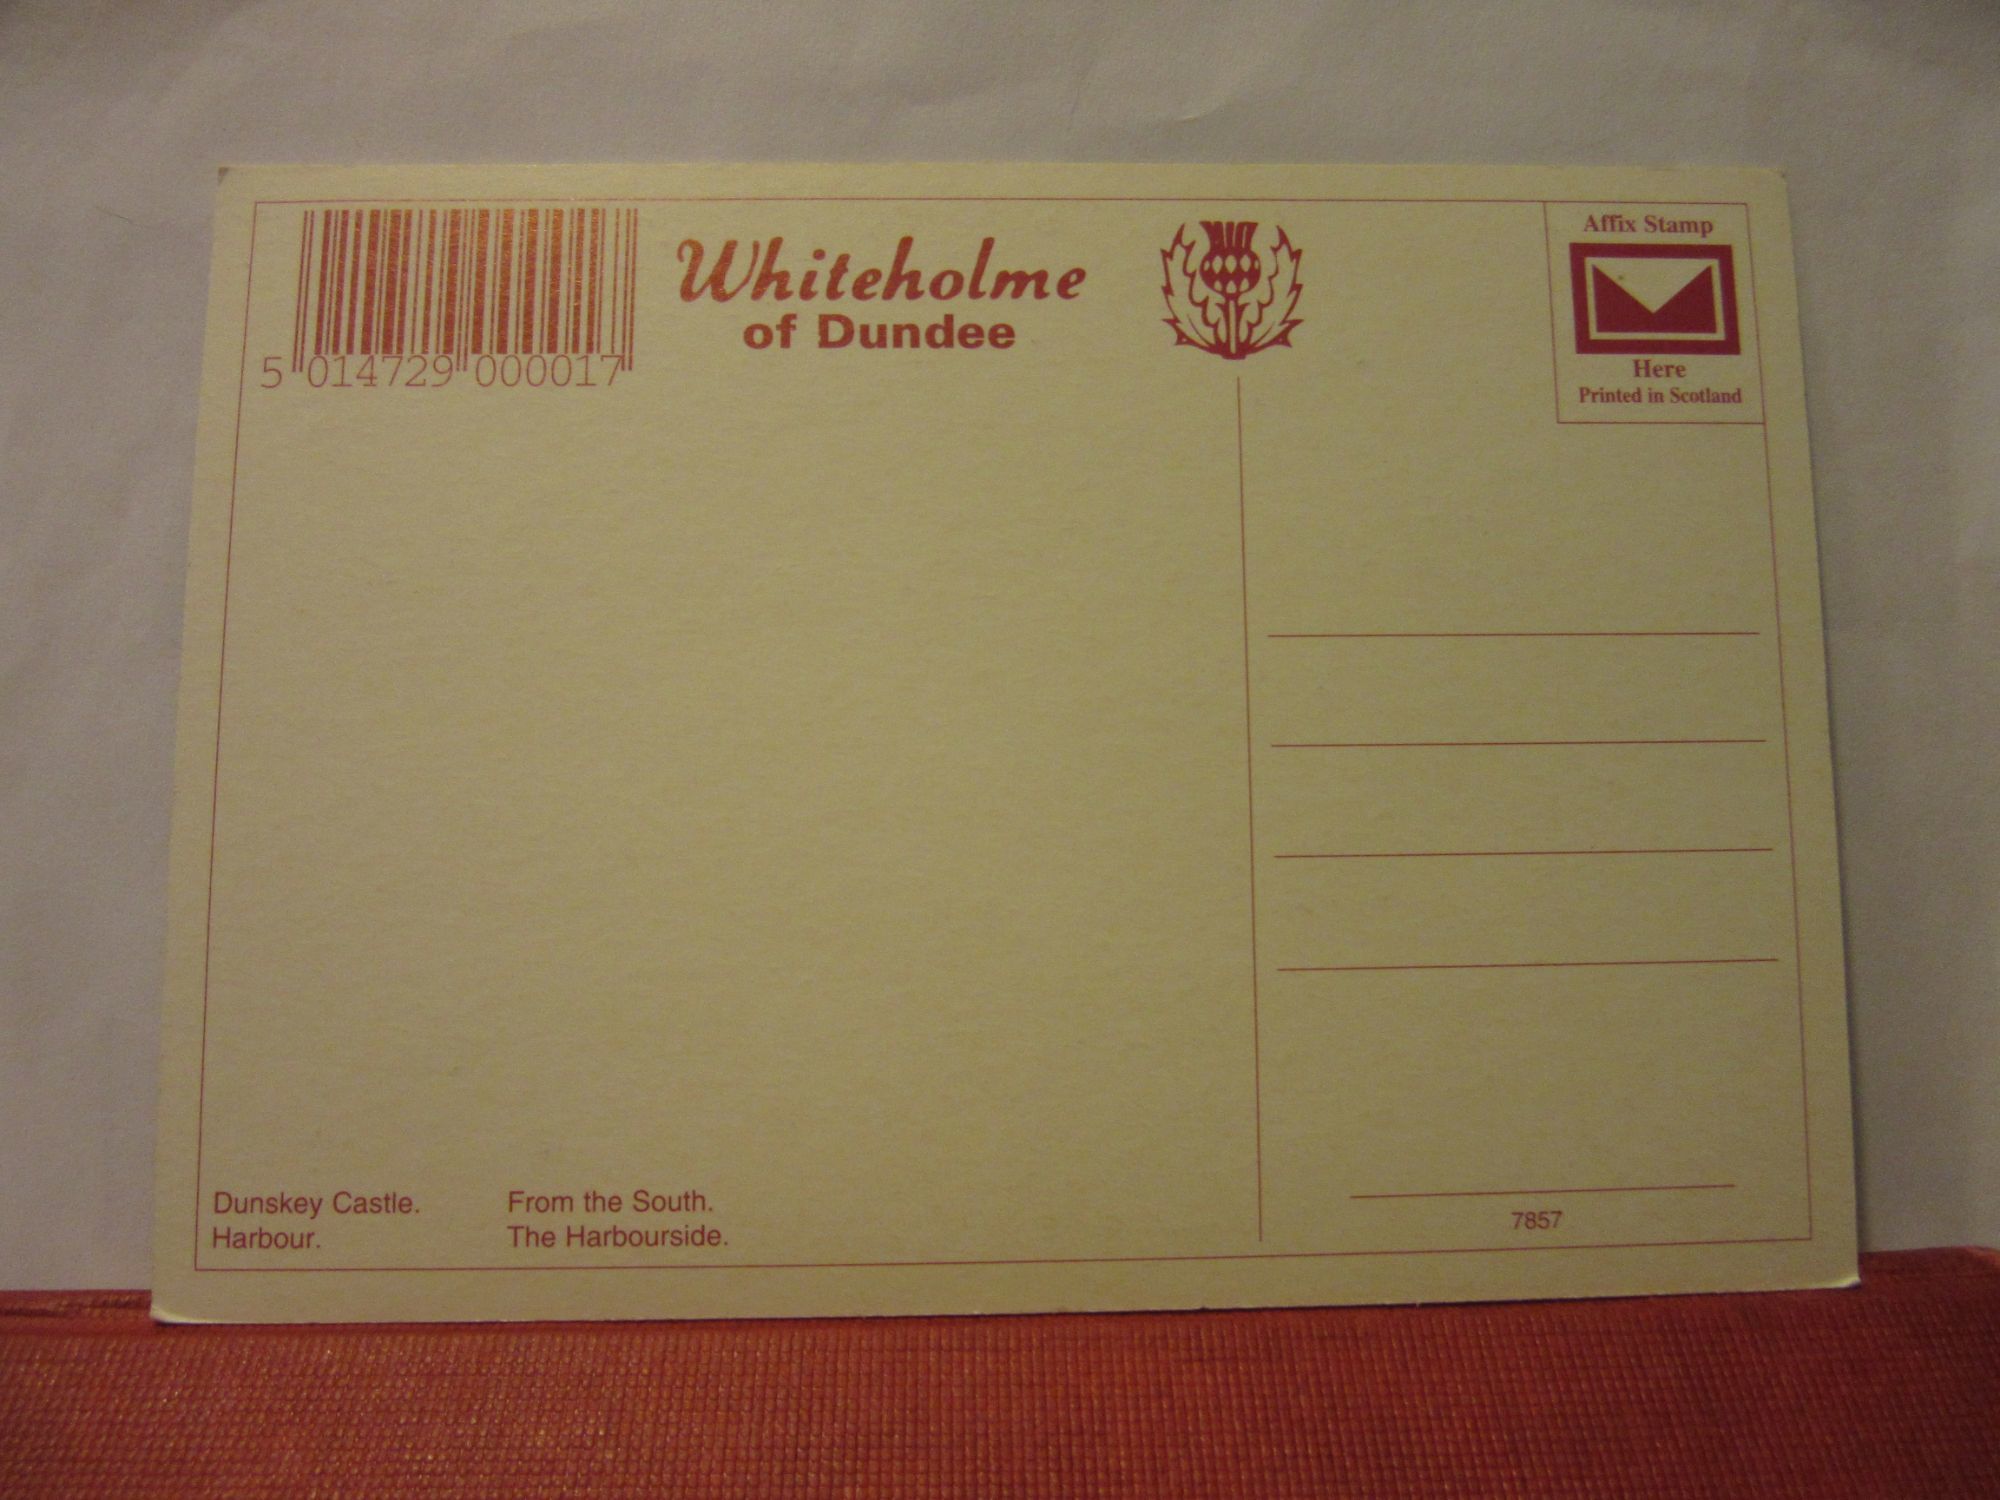 5 014729 000017
Whiteholme
of Dundee
Affix Stamp
Here
Printed in Scotland
Dunskey Castle. From the South.
Harbour. The Harbourside.
7857